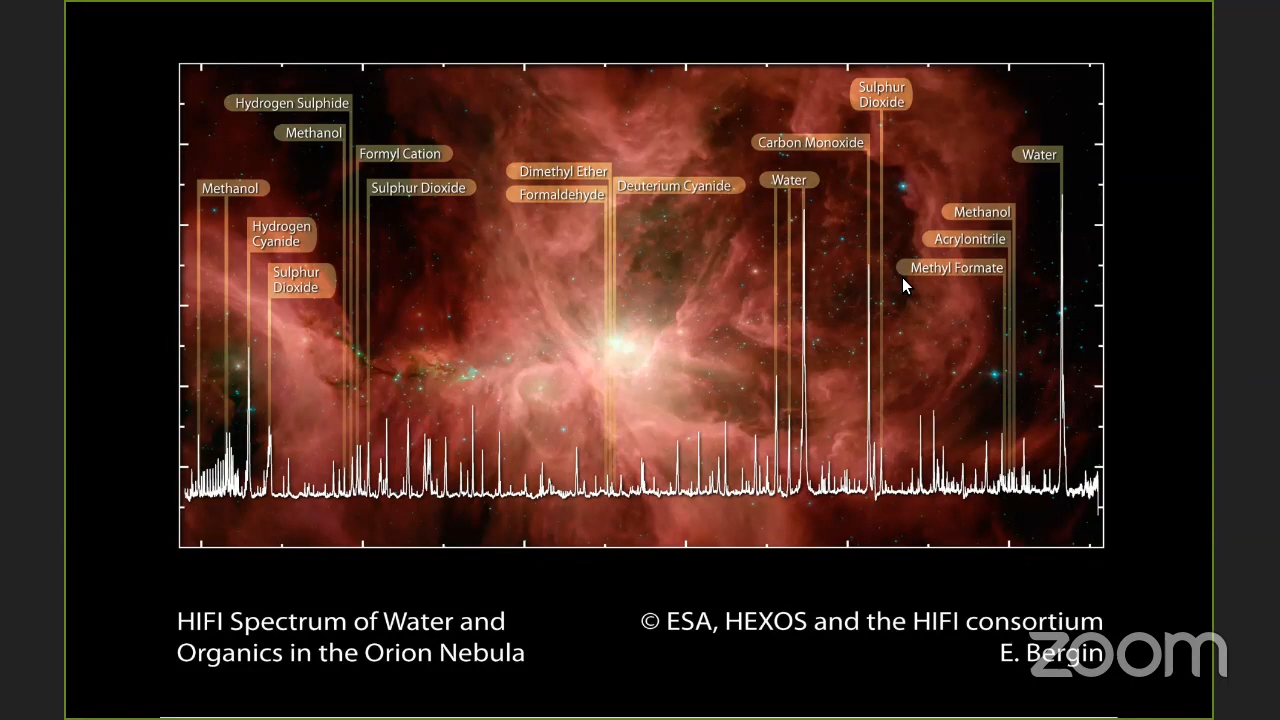 Sulphur
Dioxide
Hydrogen Sulphide
Methanol
Carbon Monoxide
Formyl Cation
Water
Dimethyl Ether
Water
Methanol
Sulphur Dioxide
Formaldehyde
Deuterium Cyanide
Methanol
Hydrogen
Cyanide
Acrylonitrile
Methyl Formate
Sulphur
Dioxide
HIFI Spectrum of Water and
Organics in the Orion Nebula
© ESA, HEXOS and the HIFI consortium
E. Bergin
zoom